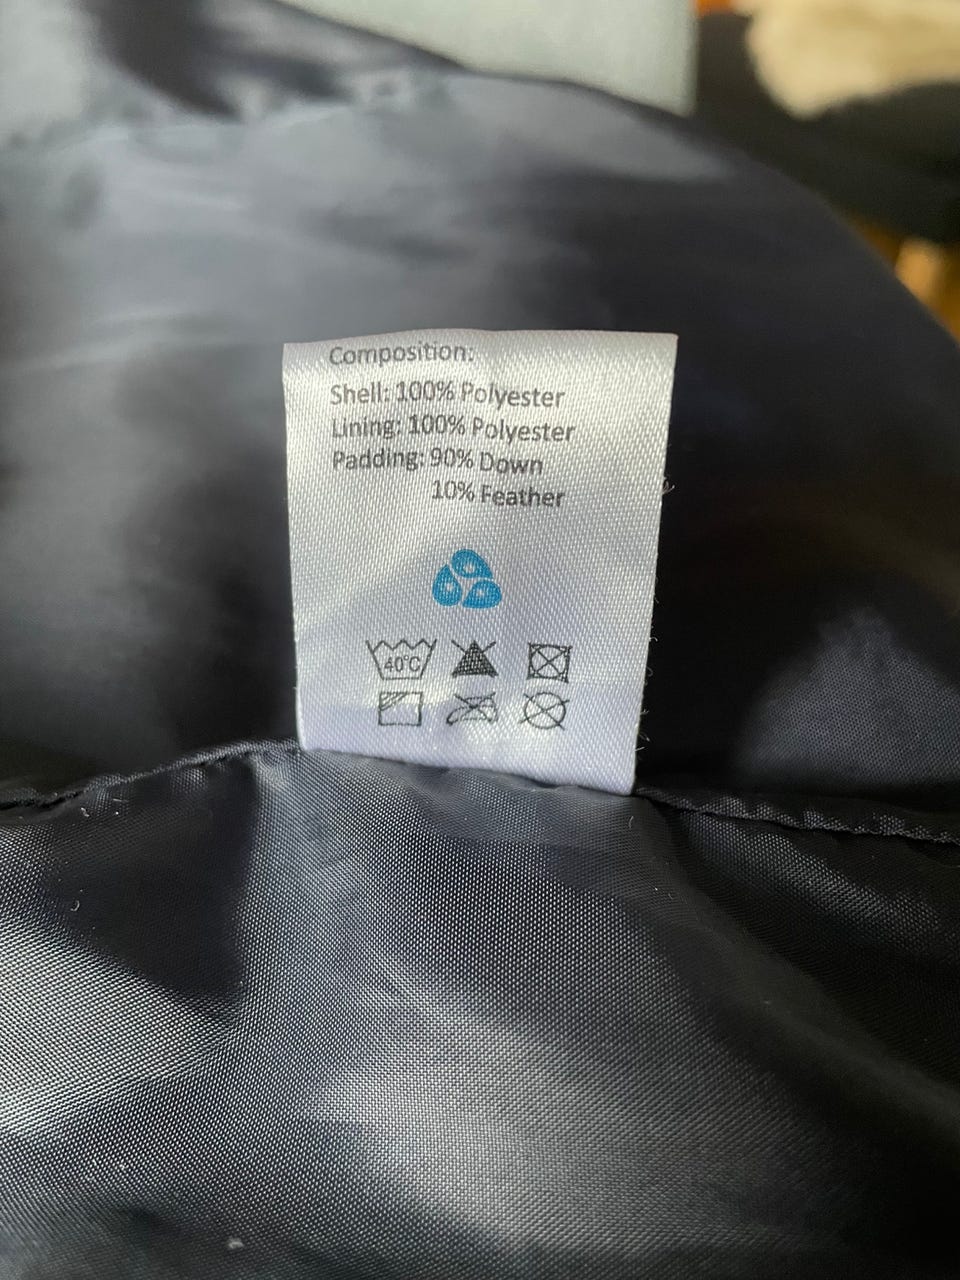 Composition:
Shell: 100% Polyester
Lining: 100% Polyester
Padding: 90% Down
10% Feather
40°C